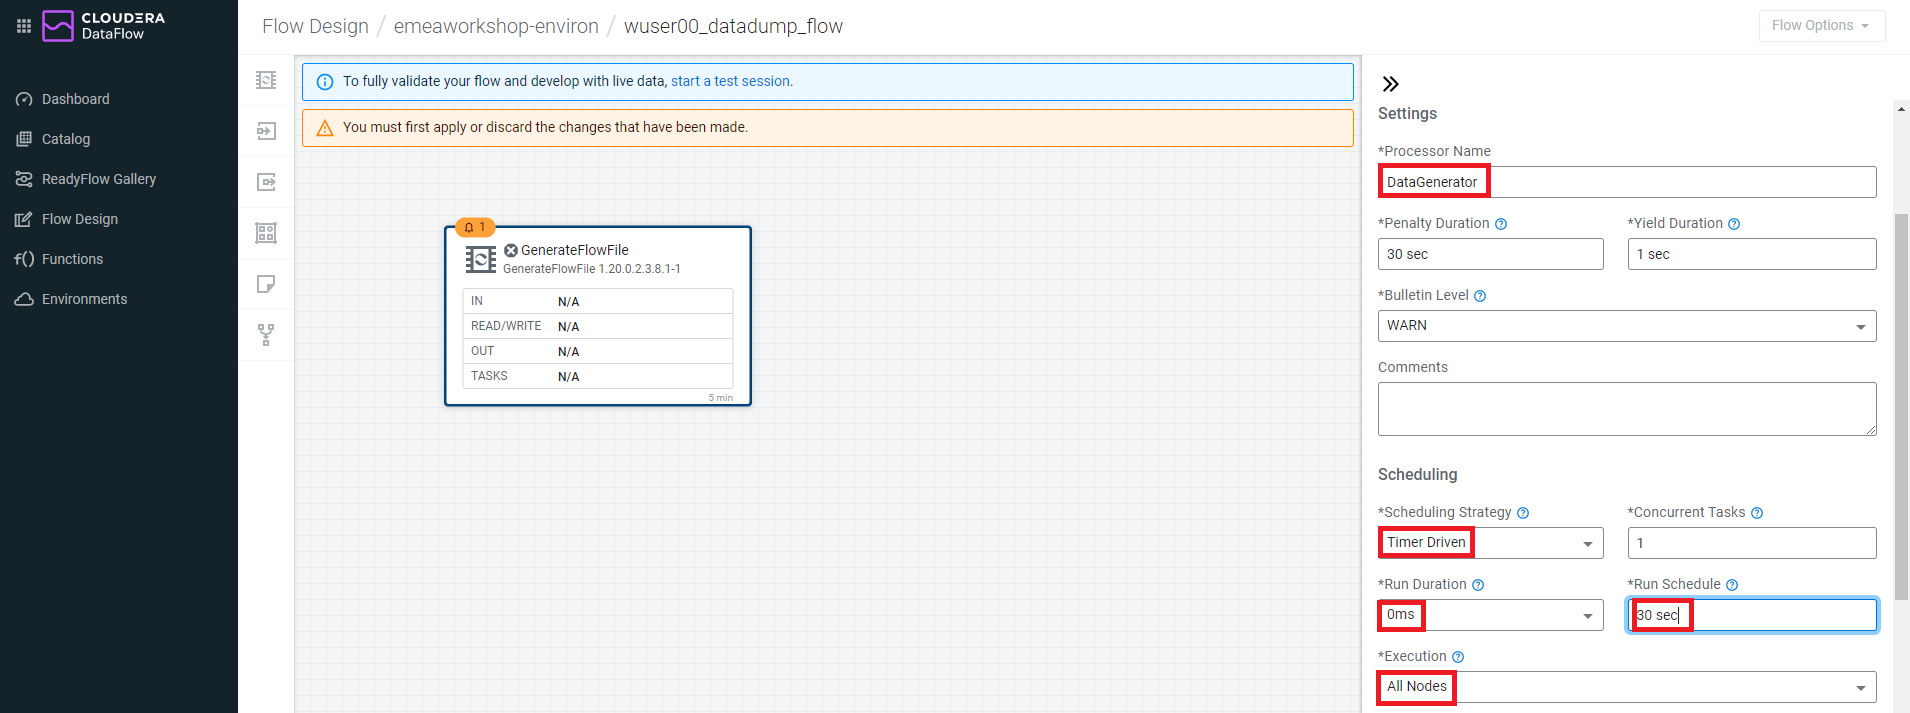 CLOUDERA
DataFlow
Dashboard
Catalog
ReadyFlow Gallery
Flow Design
f() Functions
Environments
Flow Design / emeaworkshop-environ / wuser00_datadump_flow
Flow Options
To fully validate your flow and develop with live data, start a test session.
You must first apply or discard the changes that have been made.
1
GenerateFlowFile
GenerateFlowFile 1.20.0.2.3.8.1-1
IN N/A
READ/WRITE N/A
OUT N/A
TASKS N/A
5 min
Settings
*Processor Name
DataGenerator
*Penalty Duration *Yield Duration
30 sec 1 sec
*Bulletin Level
WARN
Comments
Scheduling
*Scheduling Strategy *Concurrent Tasks
Timer Driven 1
*Run Duration *Run Schedule
0ms 30 sec
*Execution
All Nodes